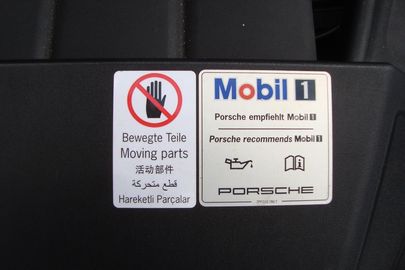 Bewegte Teile
Moving parts
活动部件
قطع متحركة
Hareketli Parçalar
Mobil 1
Porsche empfiehlt Mobil 1
Porsche recommends Mobil 1
PORSCHE